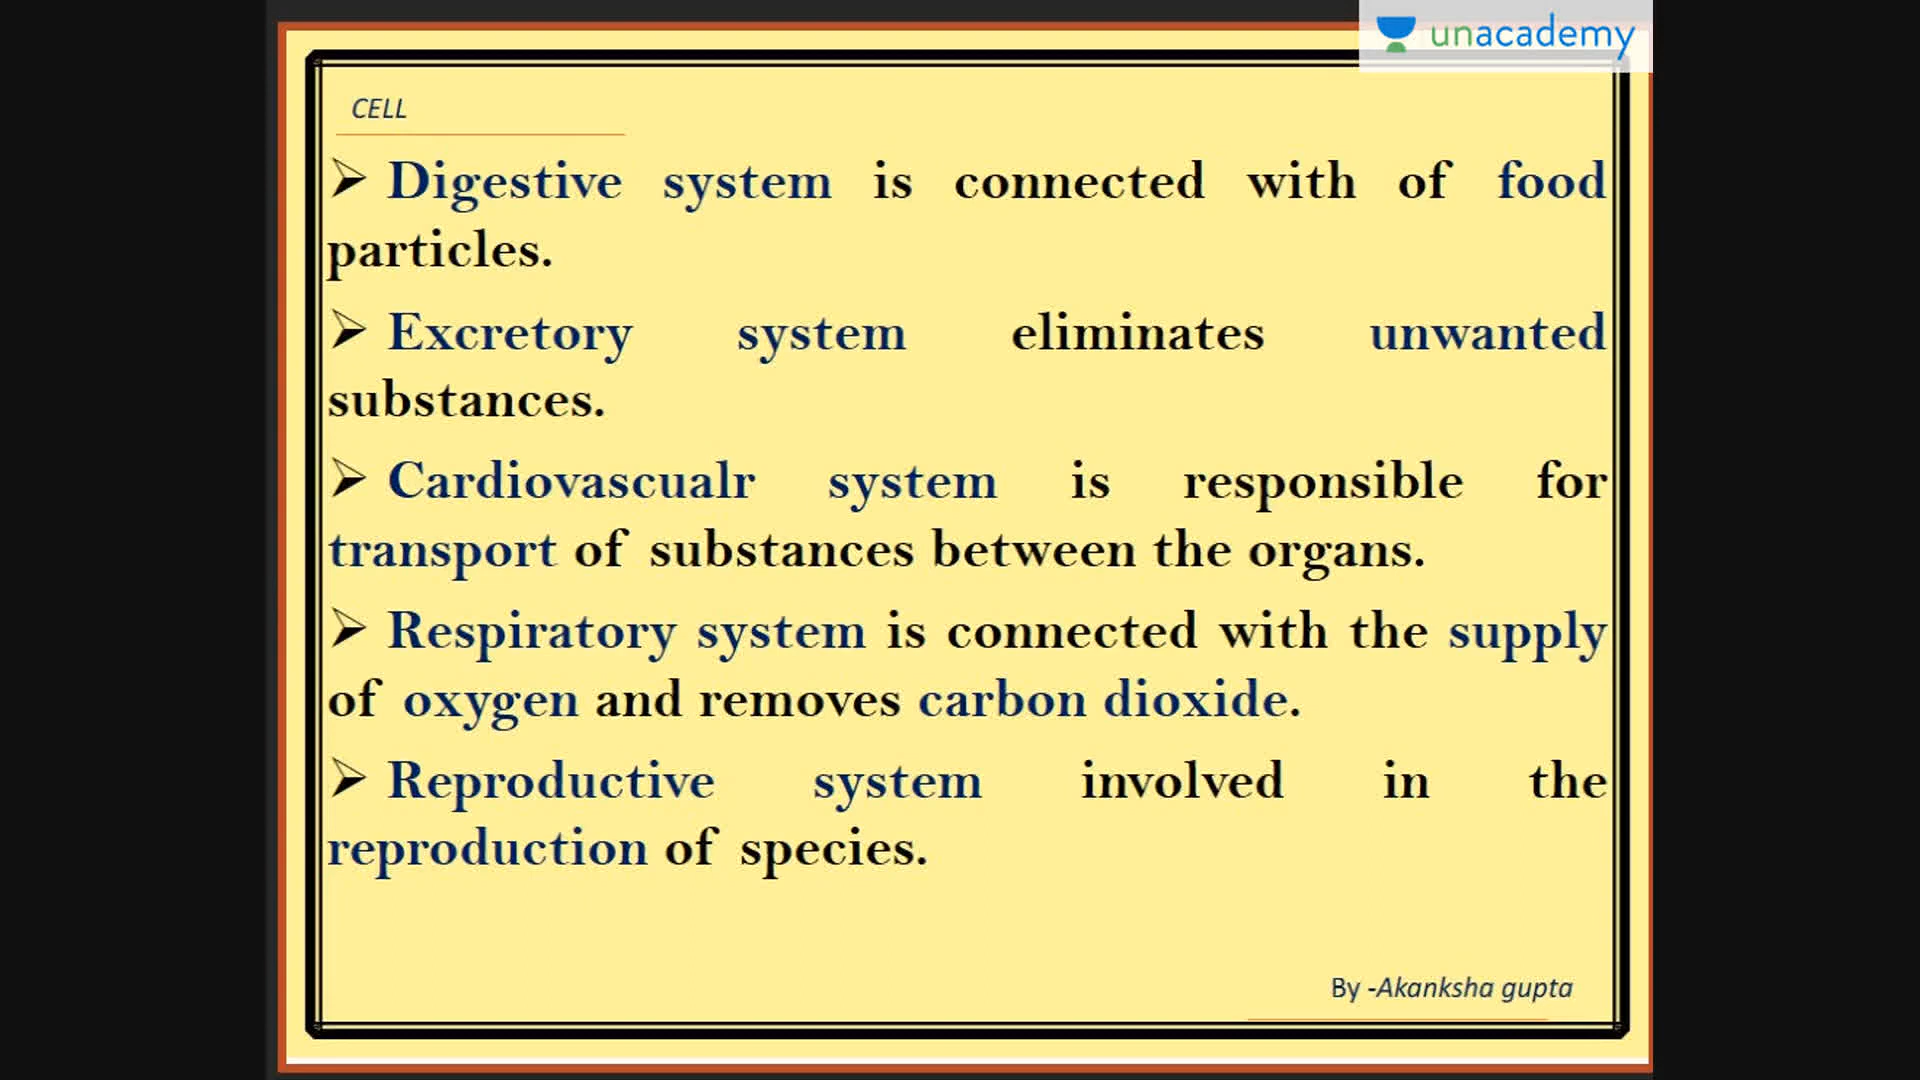 unacademy
CELL
➢ Digestive system is connected with of food
particles.
➢ Excretory system eliminates unwanted
substances.
➢ Cardiovascualr system is responsible for
transport of substances between the organs.
➢ Respiratory system is connected with the supply
of oxygen and removes carbon dioxide.
➢ Reproductive system involved in the
reproduction of species.
By -Akanksha gupta